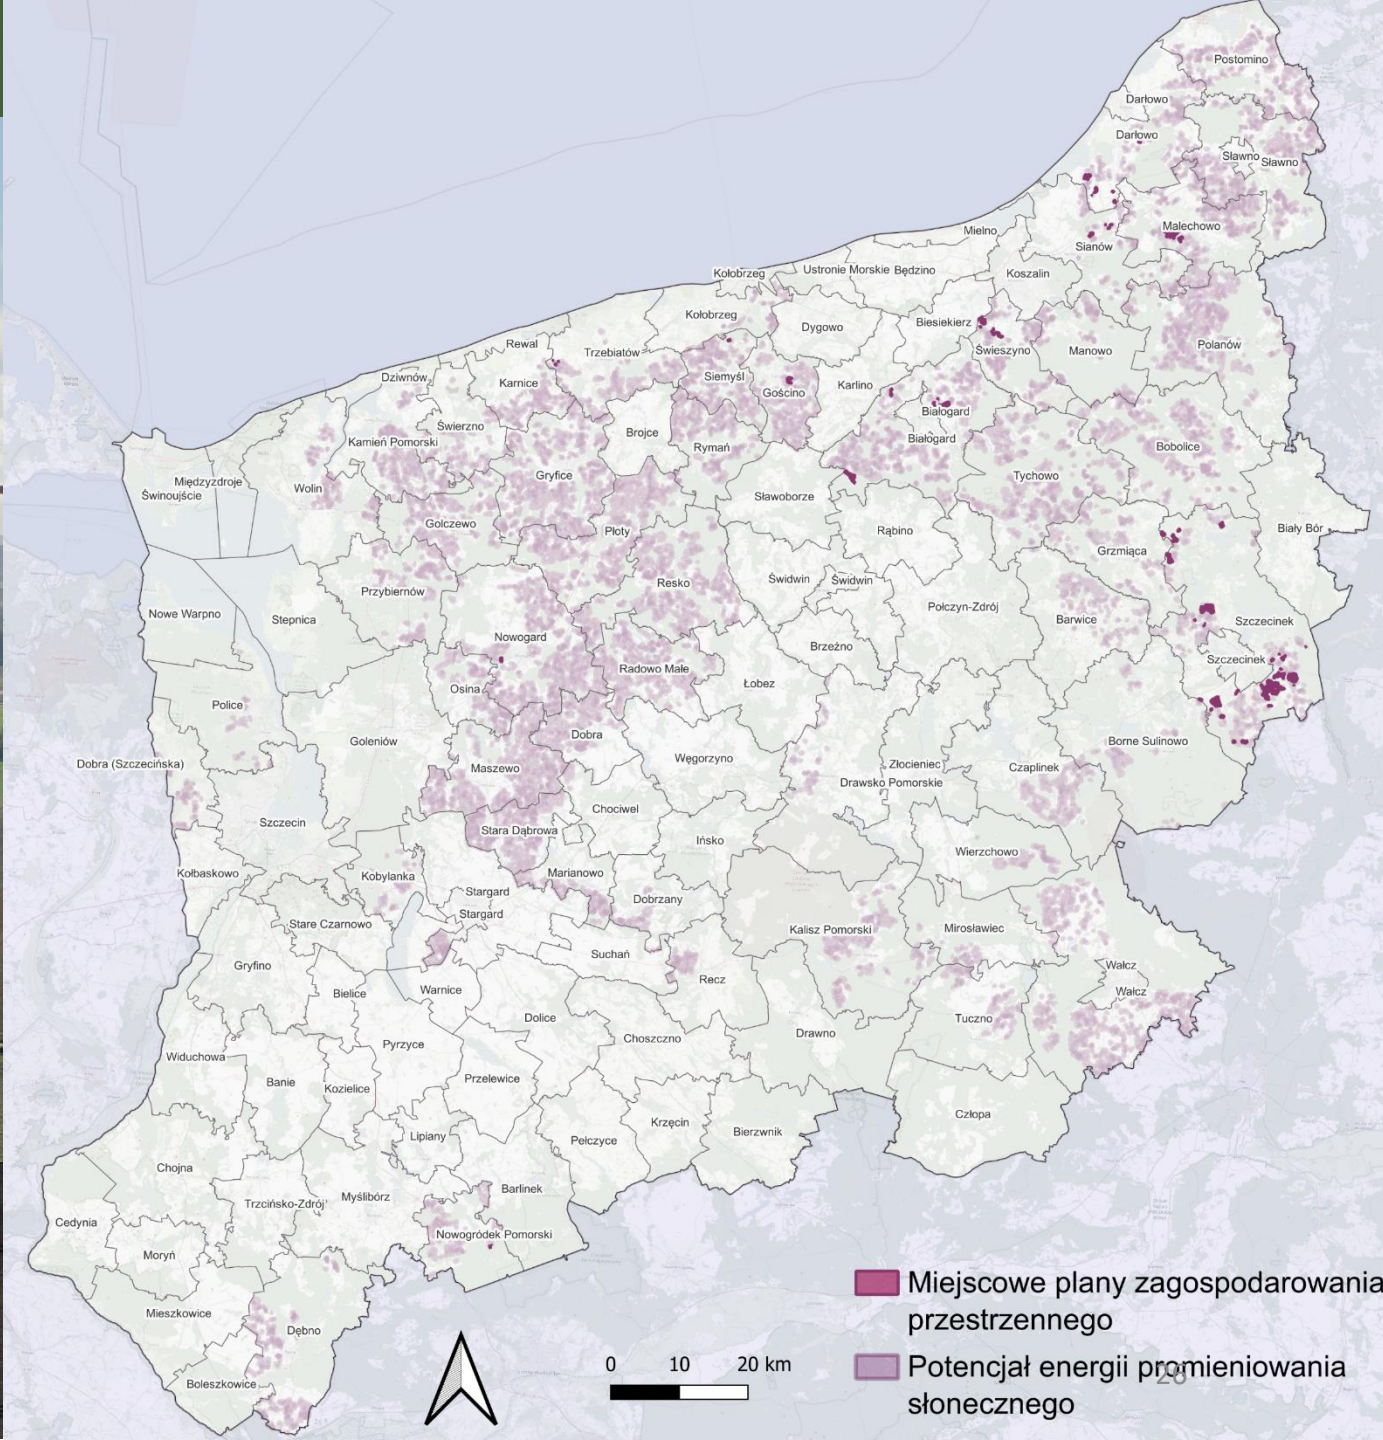 Postomino
Darłowo
Darłowo
Sławno
Sławno
Malechowo
Mielno
Sianów
Kołobrzeg
Ustronie Morskie
Będzino
Koszalin
Kołobrzeg
Dygowo
Biesiekierz
Świeszyno
Manowo
Polanów
Rewal
Trzebiatów
Dziwnów
Karnice
Siemyśl
Gościno
Karlino
Białogard
Świerzno
Kamień Pomorski
Brojce
Rymań
Białogard
Bobolice
Międzyzdroje
Świnoujście
Wolin
Gryfice
Tychowo
Sławoborze
Golczewo
Płoty
Rąbino
Grzmiąca
Biały Bór
Przybiernów
Resko
Świdwin
Świdwin
Połczyn-Zdrój
Barwice
Nowe Warpno
Stepnica
Nowogard
Brzeżno
Szczecinek
Szczecinek
Osina
Radowo Małe
Łobez
Police
Goleniów
Dobra
Borne Sulinowo
Dobra (Szczecińska)
Maszewo
Węgorzyno
Złocieniec
Drawsko Pomorskie
Czaplinek
Szczecin
Chociwel
Stara Dąbrowa
Ińsko
Wierzchowo
Kołbaskowo
Kobylanka
Marianowo
Stargard
Dobrzany
Stargard
Stare Czarnowo
Kalisz Pomorski
Mirosławiec
Gryfino
Suchań
Wałcz
Bielice
Warnice
Recz
Wałcz
Dolice
Tuczno
Pyrzyce
Choszczno
Drawno
Widuchowa
Banie
Kozielice
Przelewice
Człopa
Lipiany
Pełczyce
Krzęcin
Bierzwnik
Chojna
Trzcińsko-Zdrój
Myślibórz
Barlinek
Cedynia
Moryń
Nowogródek Pomorski
Mieszkowice
Dębno
Boleszkowice
0 10 20 km
Miejscowe plany zagospodarowania
przestrzennego
Potencjał energii promieniowania
słonecznego
26